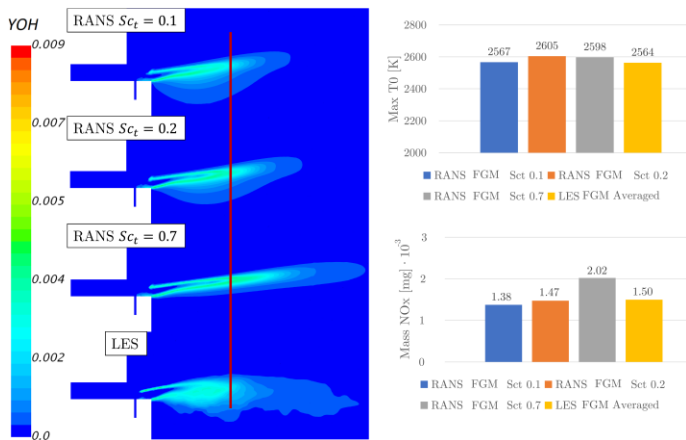 YOH
0.009
0.007
0.005
0.004
0.002
0.0
RANS Sc_t = 0.1
RANS Sc_t = 0.2
RANS Sc_t = 0.7
LES
Max T0 [K]
2800
2600
2400
2200
2000
2567
2605
2598
2564
RANS FGM Sct 0.1 RANS FGM Sct 0.2
RANS FGM Sct 0.7 LES FGM Averaged
Mass NOx [mg] · 10⁻³
3
2
1
0
1.38
1.47
2.02
1.50
RANS FGM Sct 0.1 RANS FGM Sct 0.2
RANS FGM Sct 0.7 LES FGM Averaged